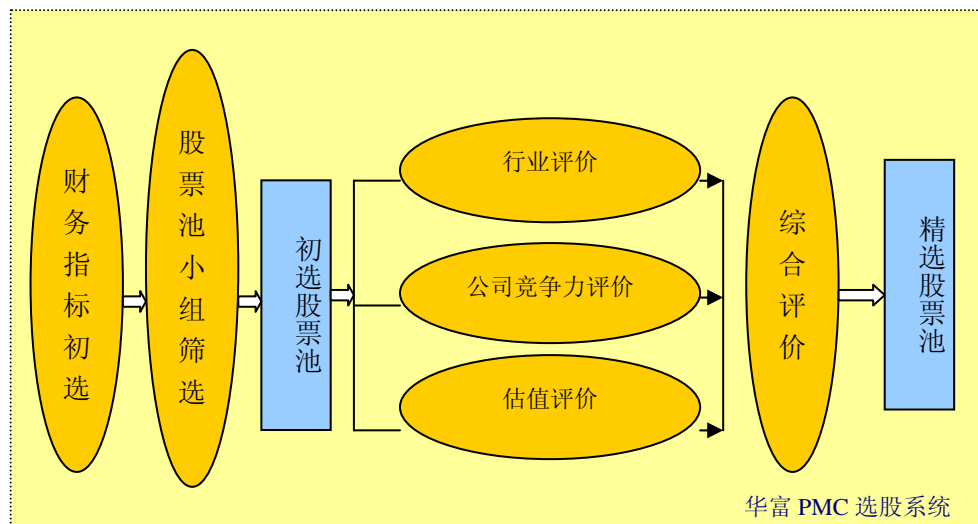 财务指标初选
股票池小组筛选
初选股票池
行业评价
公司竞争力评价
估值评价
综合评价
精选股票池
华富 PMC 选股系统